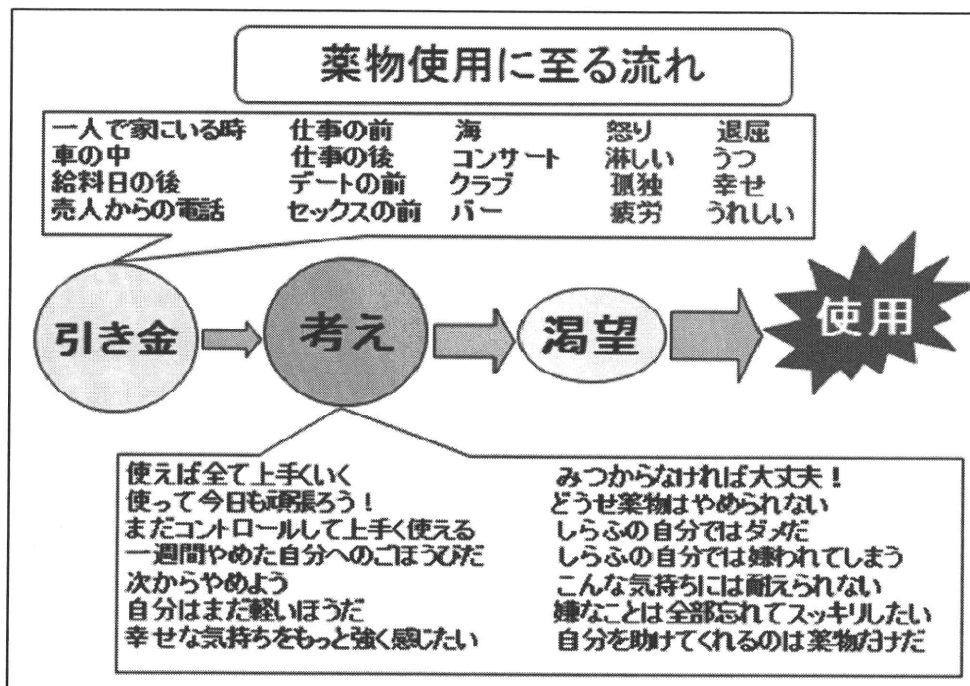 薬物使用に至る流れ
一人で家にいる時 仕事の前 海 怒り 退屈
車の中 仕事の後 コンサート 淋しい うつ
給料日の後 デートの前 クラブ 孤独 幸せ
売人からの電話 セックスの前 バー 疲労 うれしい
引き金 考え 渇望 使用
使えば全て上手くいく
使って今日も頑張ろう!
まだコントロールして上手く使える
一週間やめた自分へのごほうびだ
次からやめよう
自分はまだ軽いほうだ
幸せな気持ちをもっと強く感じたい
みつからなければ大丈夫!
どうせ薬物はやめられない
しらふの自分ではダメだ
しらふの自分では嫌われてしまう
こんな気持ちには耐えられない
嫌なことは全部忘れてスッキリしたい
自分を助けてくれるのは薬物だけだ